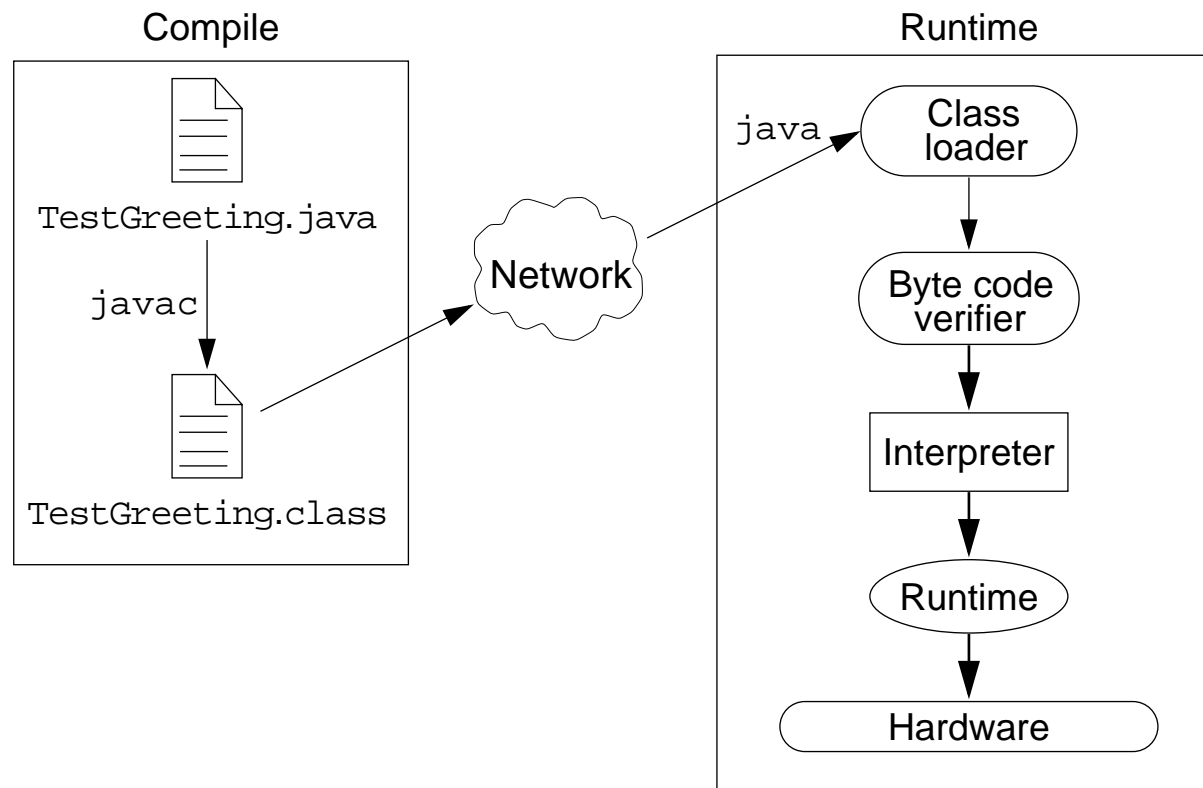 Compile
TestGreeting.java
javac
TestGreeting.class
Network
java
Runtime
Class
loader
Byte code
verifier
Interpreter
Runtime
Hardware